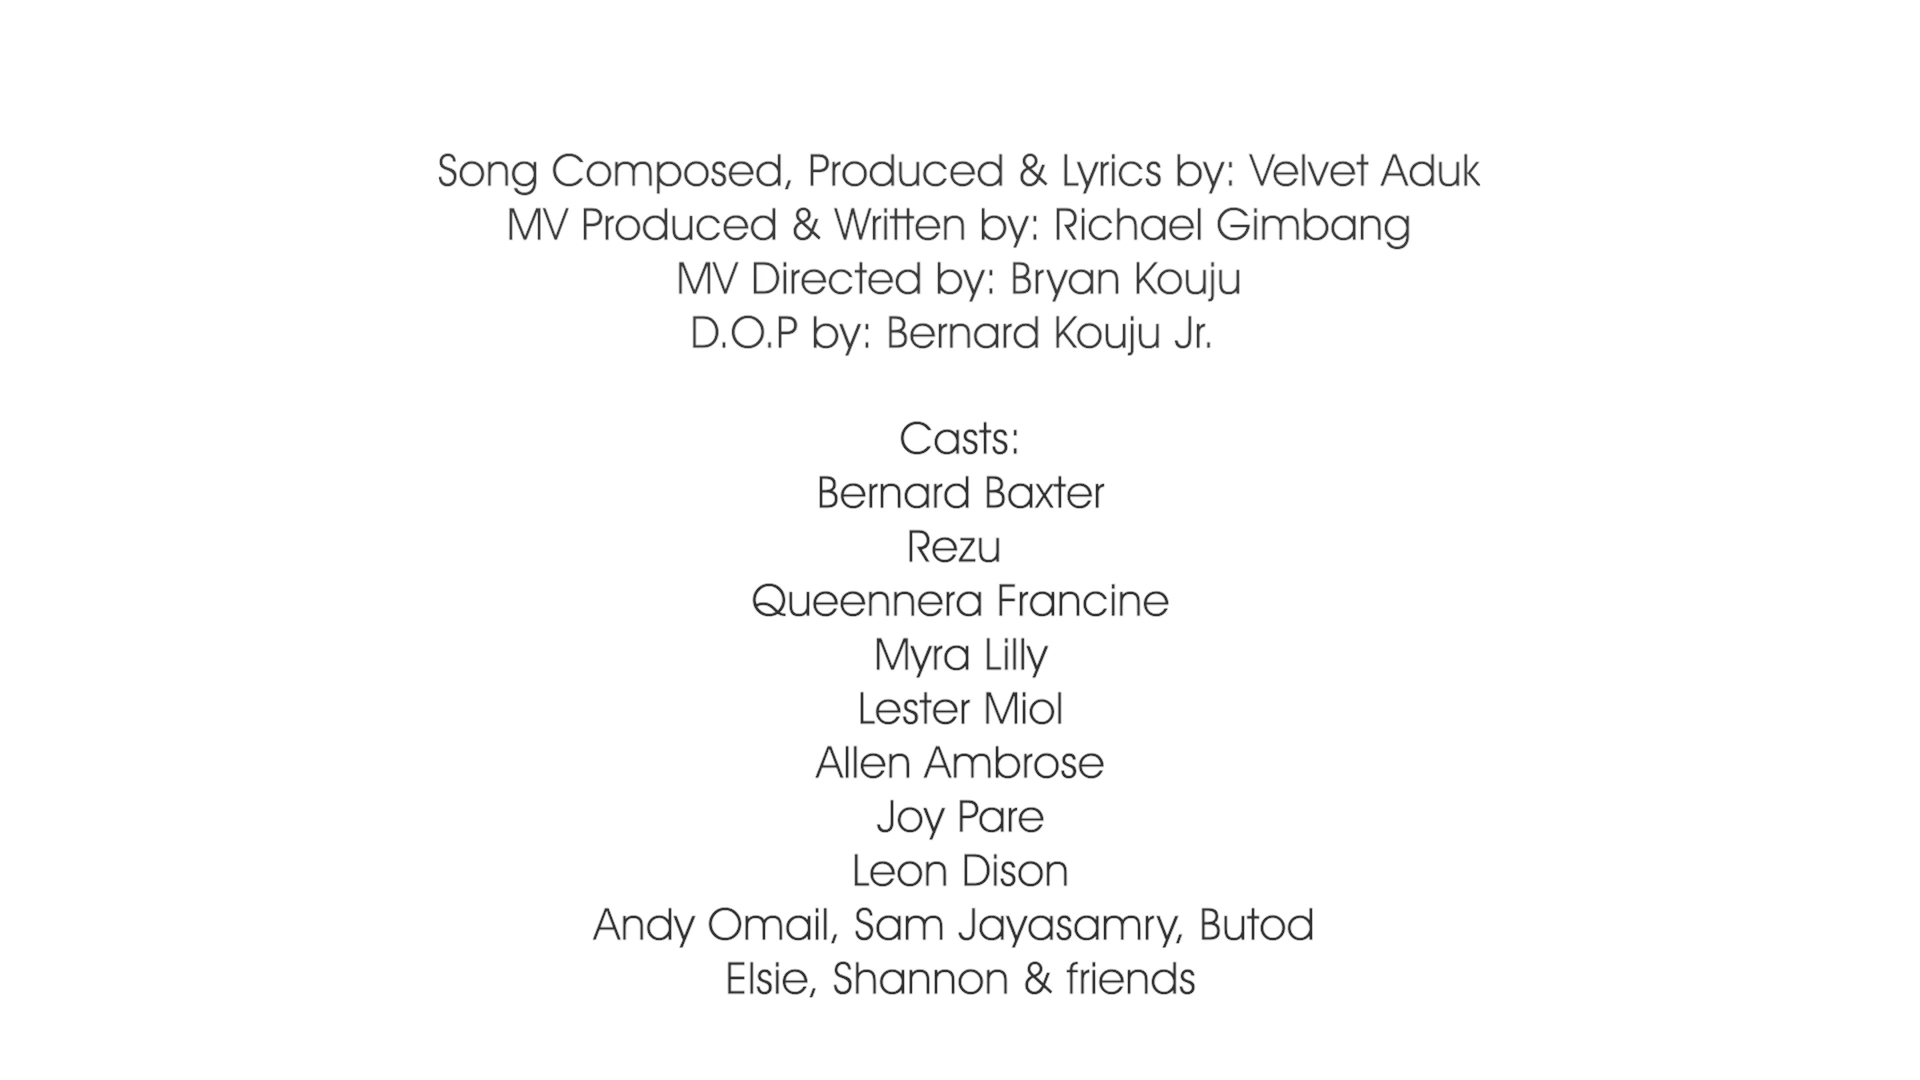 Song Composed, Produced & Lyrics by: Velvet Aduk
MV Produced & Written by: Richael Gimbang
MV Directed by: Bryan Kouju
D.O.P by: Bernard Kouju Jr.
Casts:
Bernard Baxter
Rezu
Queennera Francine
Myra Lilly
Lester Miol
Allen Ambrose
Joy Pare
Leon Dison
Andy Omail, Sam Jayasamry, Butod
Elsie, Shannon & friends